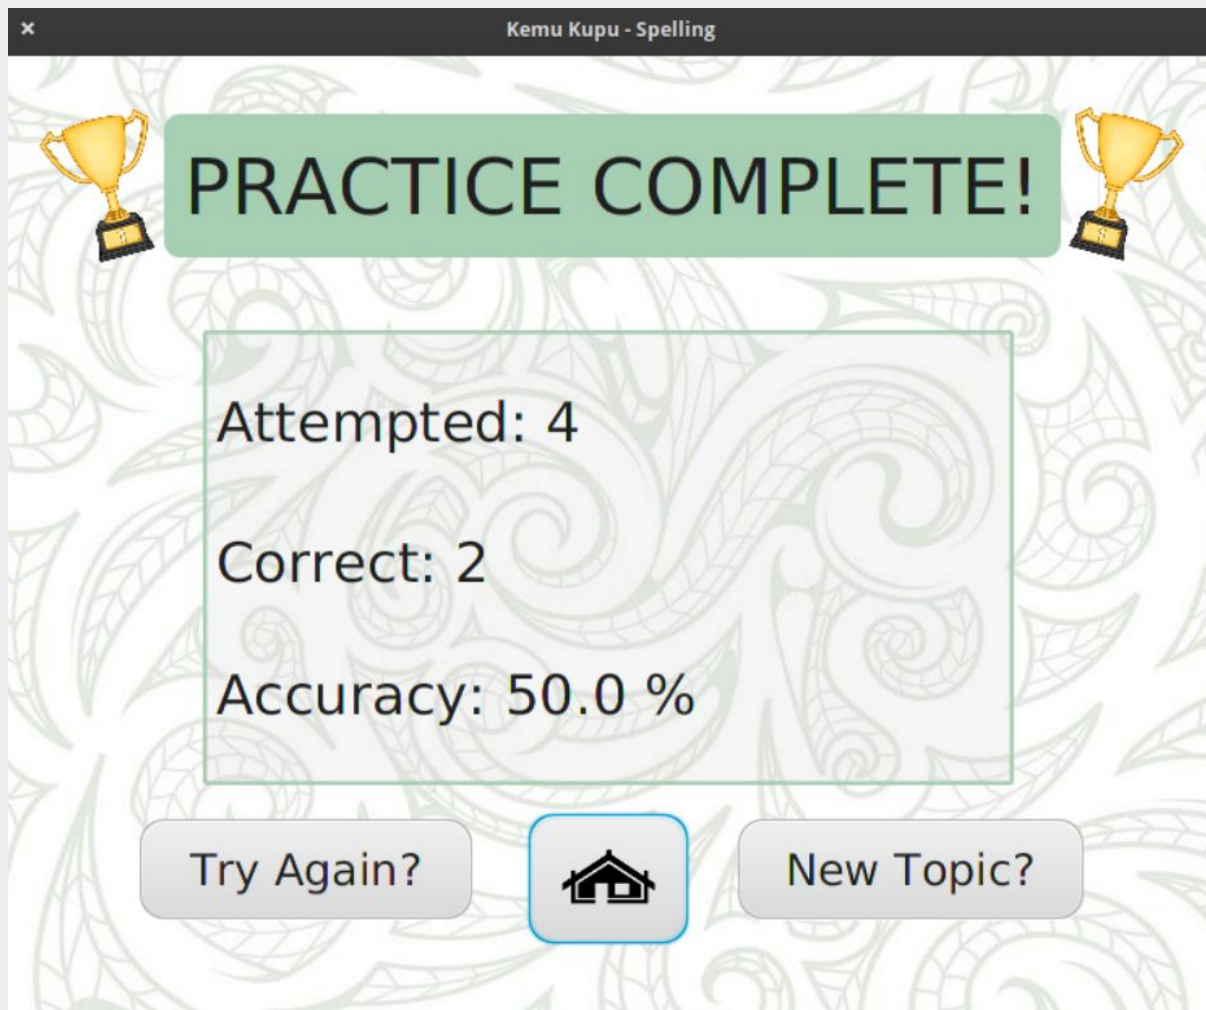 Kemu Kupu - Spelling
PRACTICE COMPLETE!
Attempted: 4
Correct: 2
Accuracy: 50.0 %
Try Again?
New Topic?